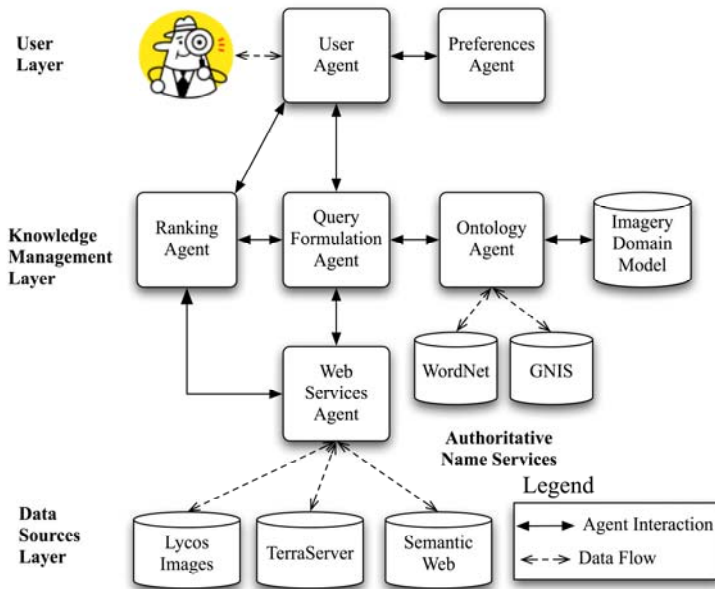 User
Layer
User
Agent
Preferences
Agent
Knowledge
Management
Layer
Ranking
Agent
Query
Formulation
Agent
Ontology
Agent
Imagery
Domain
Model
Web
Services
Agent
WordNet
GNIS
Authoritative
Name Services
Data
Sources
Layer
Lycos
Images
TerraServer
Semantic
Web
Legend
Agent Interaction
Data Flow